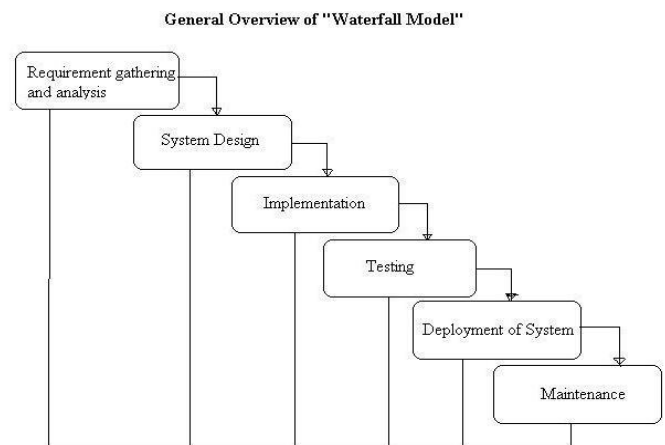 General Overview of "Waterfall Model"
Requirement gathering
and analysis
System Design
Implementation
Testing
Deployment of System
Maintenance